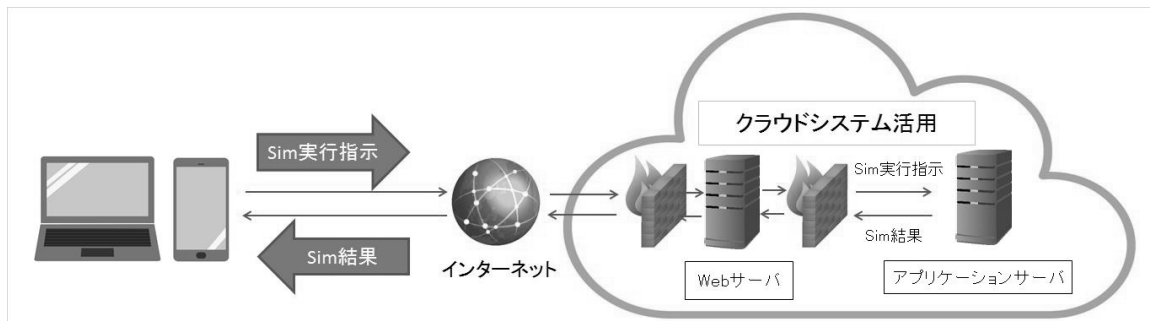 クラウドシステム活用
Sim実行指示
Sim実行指示
Sim結果
Sim結果
インターネット
Webサーバ
アプリケーションサーバ